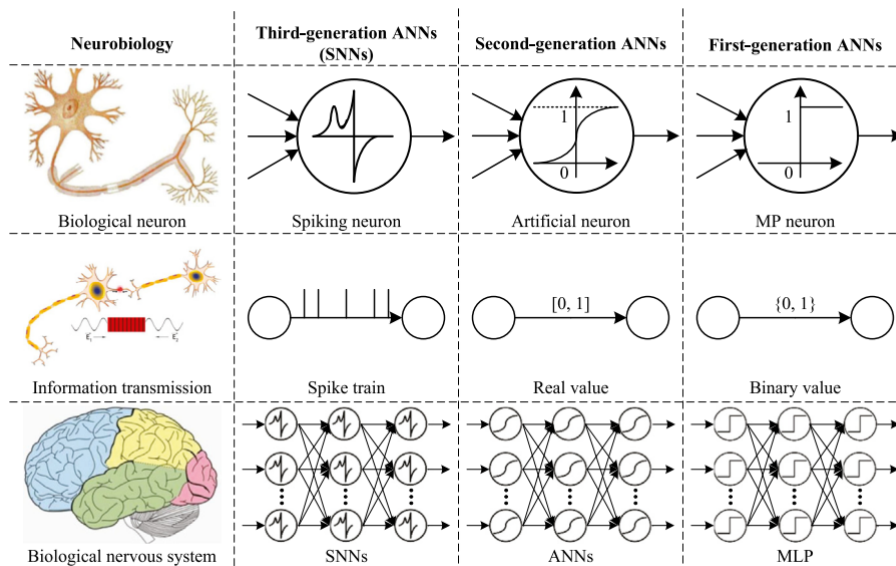 Neurobiology
Third-generation ANNs
(SNNs)
Second-generation ANNs
First-generation ANNs
1
0
1
0
Biological neuron
Spiking neuron
Artificial neuron
MP neuron
[0, 1]
{0, 1}
E1
E2
Information transmission
Spike train
Real value
Binary value
Biological nervous system
SNNs
ANNs
MLP